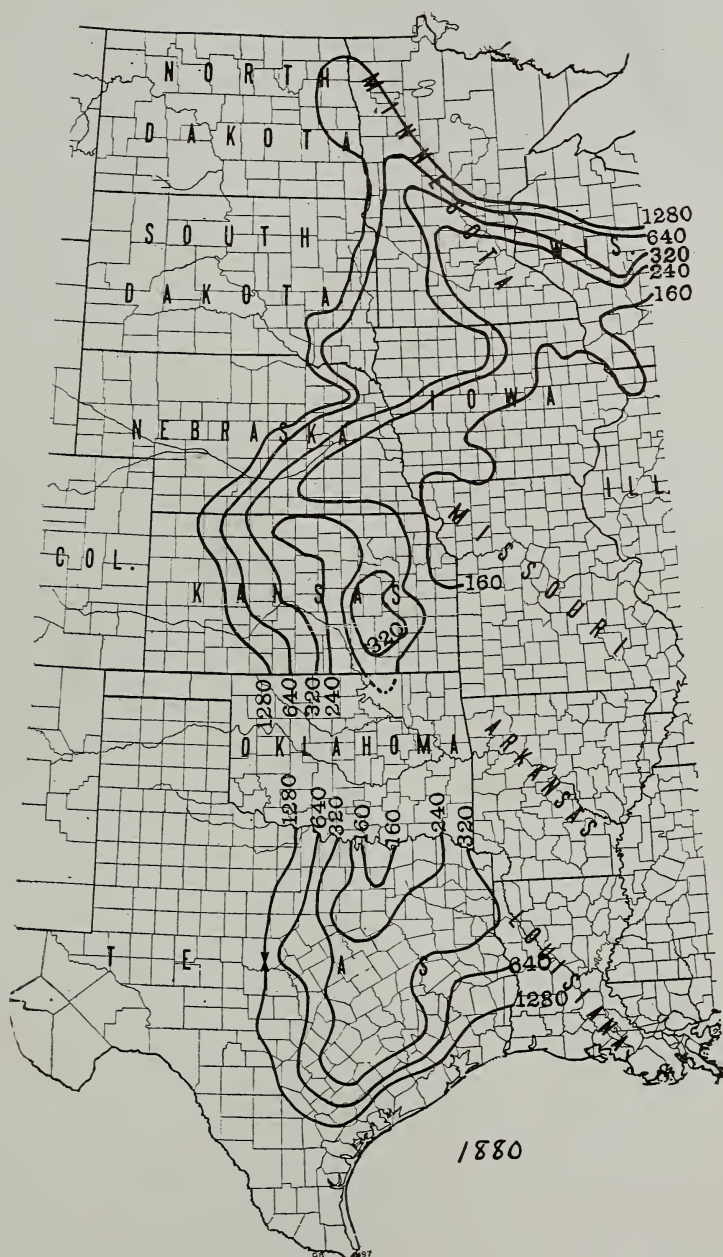 NORTH
DAKOTA
MINNESOTA
SOUTH
DAKOTA
WIS.
1280
640
320
240
160
IOWA
NEBRASKA
ILL.
COL.
KANSAS
MISSOURI
160
320
1280
640
320
240
OKLAHOMA
ARKANSAS
1280
640
320
160
160
240
320
TEXAS
LOUISIANA
640
1280
1880